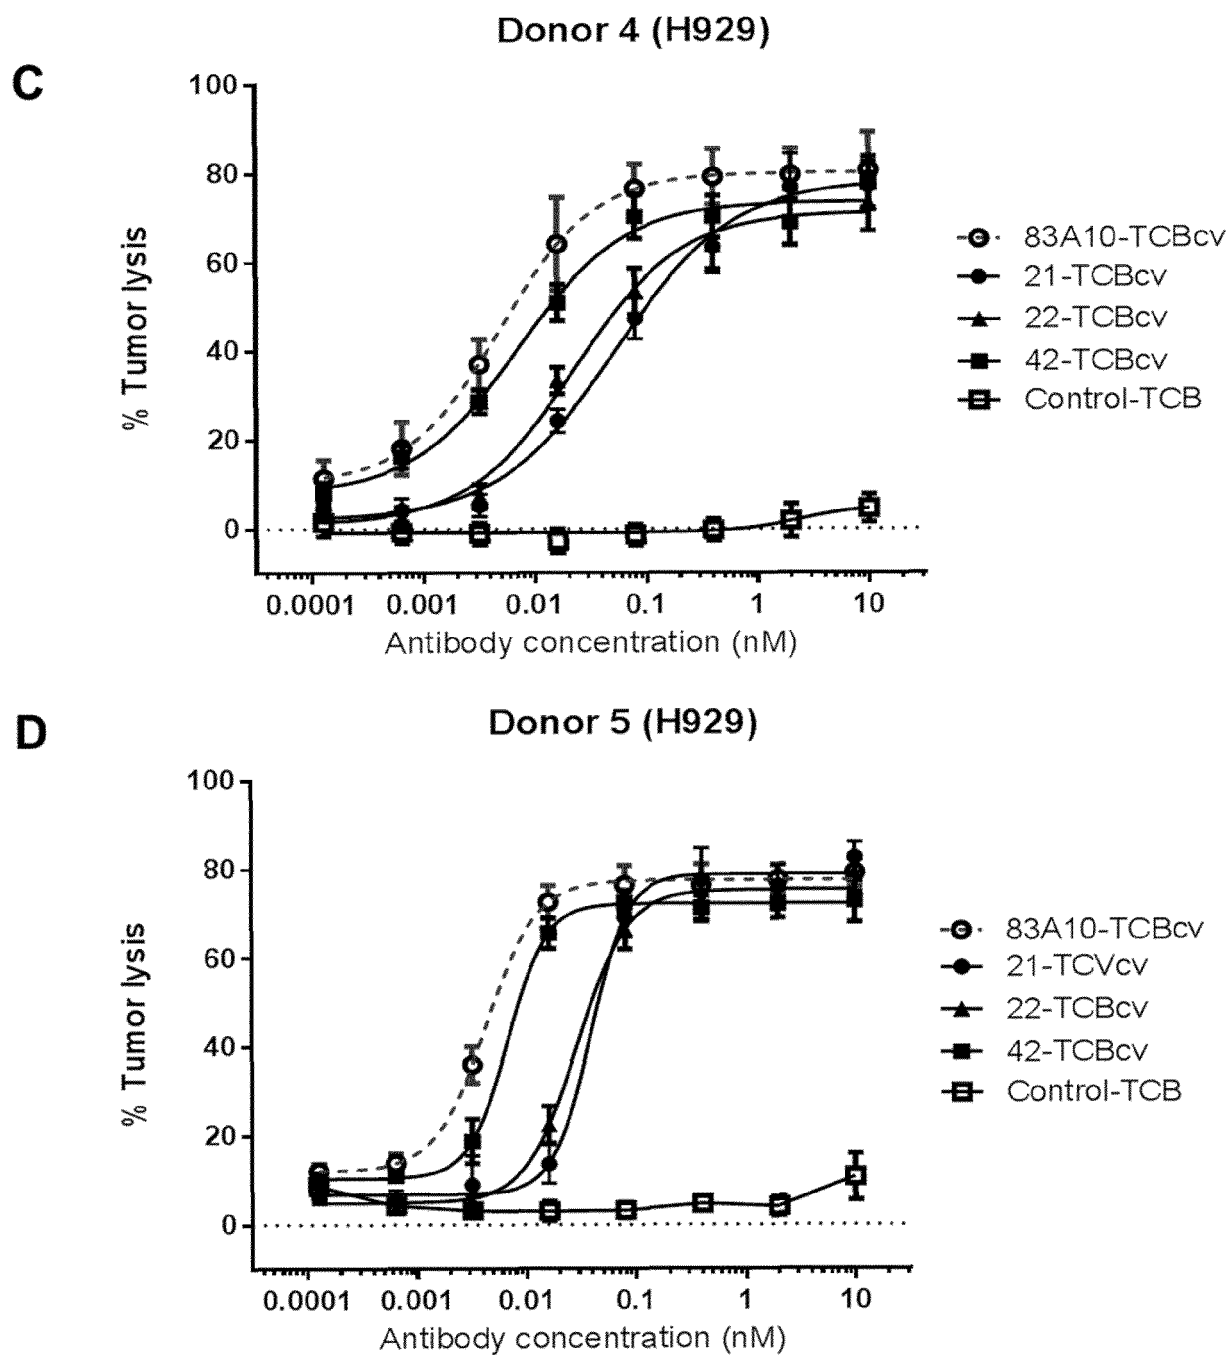 Donor 4 (H929)
C
100
80
60
40
20
0
% Tumor lysis
0.0001 0.001 0.01 0.1 1 10
Antibody concentration (nM)
83A10-TCBcv
21-TCBcv
22-TCBcv
42-TCBcv
Control-TCB
Donor 5 (H929)
D
100
80
60
40
20
0
% Tumor lysis
0.0001 0.001 0.01 0.1 1 10
Antibody concentration (nM)
83A10-TCBcv
21-TCVcv
22-TCBcv
42-TCBcv
Control-TCB